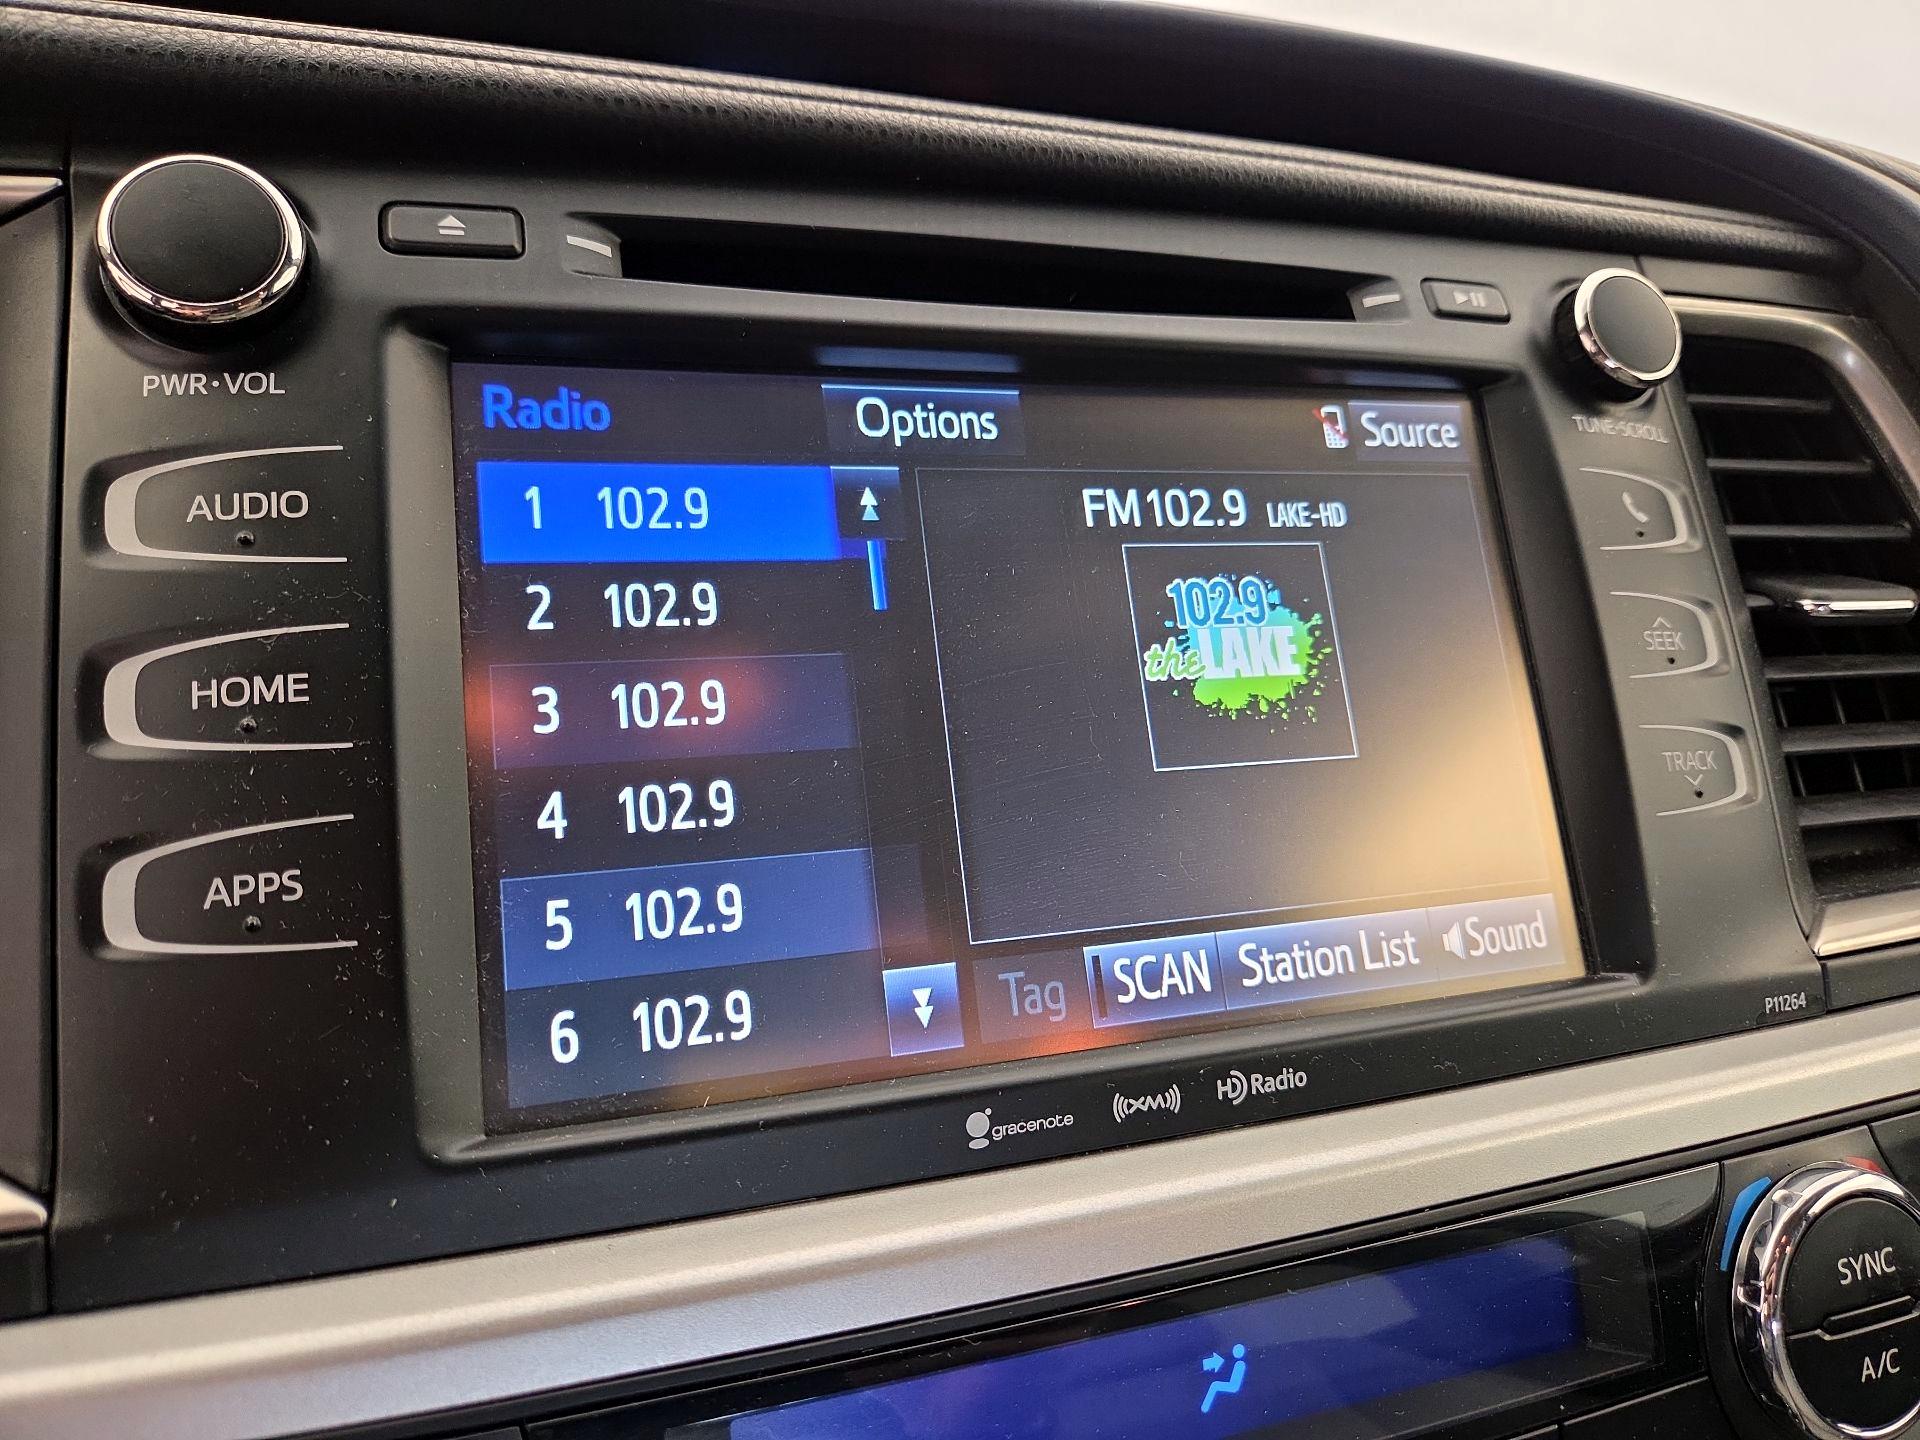 PWR•VOL
AUDIO
HOME
APPS
Radio
Options
Source
1 102.9
2 102.9
3 102.9
4 102.9
5 102.9
6 102.9
FM 102.9 LAKE-HD
102.9
the LAKE
Tag
SCAN
Station List
Sound
TUNE•SCROLL
SEEK
TRACK
P11264
gracenote
((XM))
HD Radio
SYNC
A/C